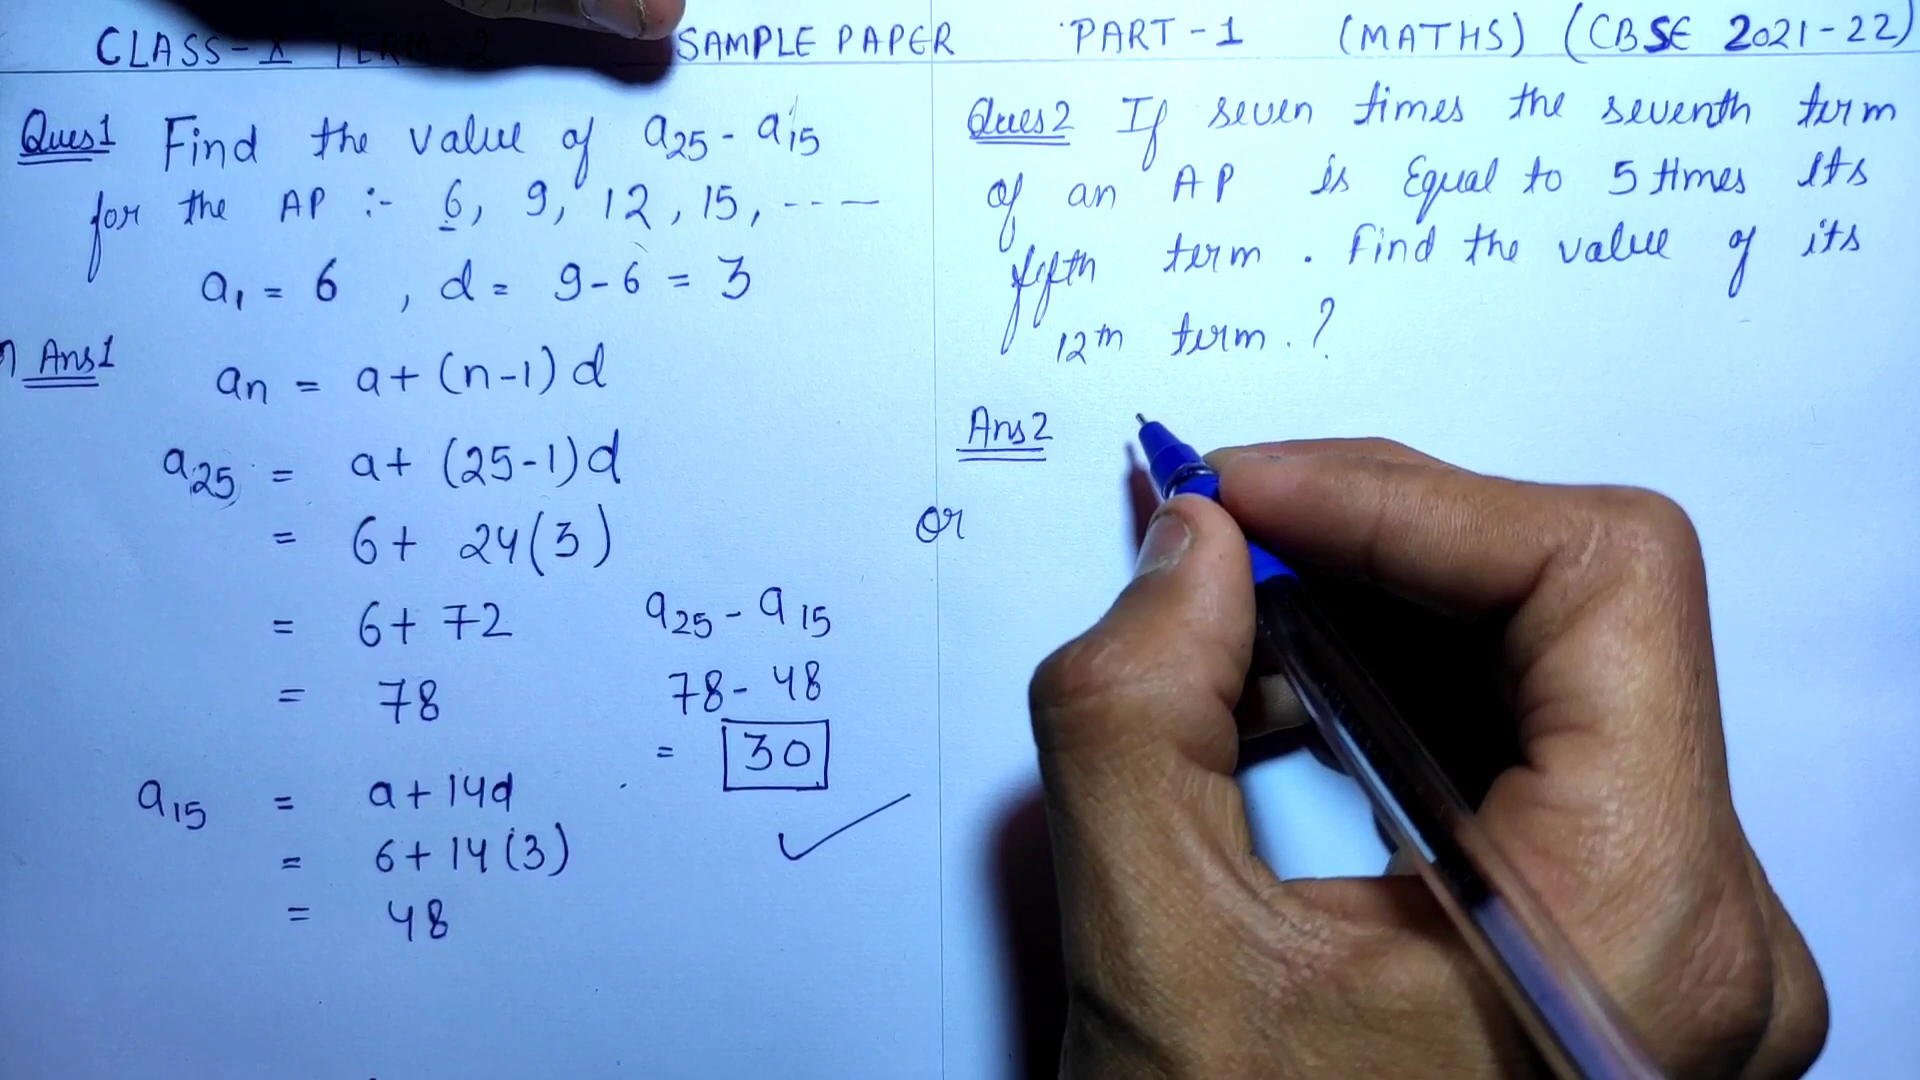 CLASS-X TERM-2 SAMPLE PAPER PART-1 (MATHS) (CBSE 2021-22)
Ques1 Find the value of a25 - a15
for the AP :- 6, 9, 12, 15, ----
a1 = 6 , d = 9-6 = 3
Ans1
an = a+(n-1)d
a25 = a+ (25-1)d
= 6+ 24(3)
= 6+72
= 78
a15 = a+14d
= 6+14(3)
= 48
a25 - a15
78-48
= 30
or
Ques2 If seven times the seventh term
of an AP is Equal to 5 times Its
fifth term. Find the value of its
12th term.?
Ans2